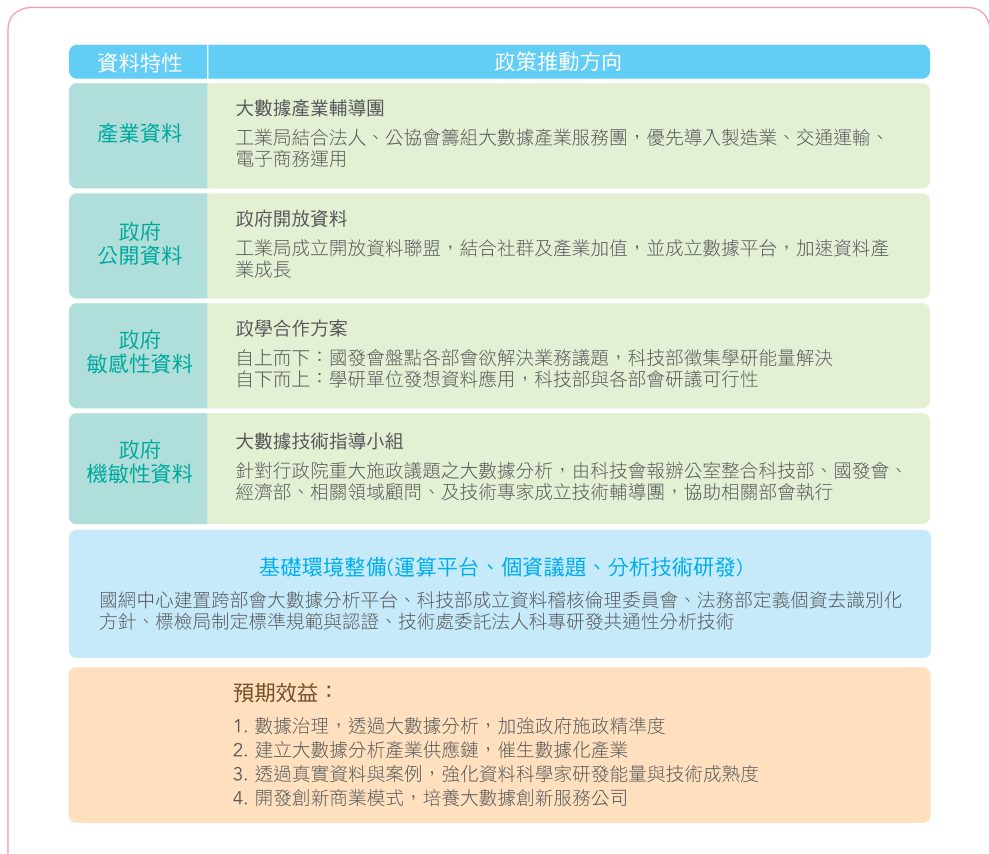 資料特性
政策推動方向
產業資料
大數據產業輔導團
工業局結合法人、公協會籌組大數據產業服務團，優先導入製造業、交通運輸、
電子商務運用
政府
公開資料
政府開放資料
工業局成立開放資料聯盟，結合社群及產業加值，並成立數據平台，加速資料產
業成長
政府
敏感性資料
政學合作方案
自上而下：國發會盤點各部會欲解決業務議題，科技部徵集學研能量解決
自下而上：學研單位發想資料應用，科技部與各部會研議可行性
政府
機敏性資料
大數據技術指導小組
針對行政院重大施政議題之大數據分析，由科技會報辦公室整合科技部、國發會、
經濟部、相關領域顧問、及技術專家成立技術輔導團，協助相關部會執行
基礎環境整備(運算平台、個資議題、分析技術研發)
國網中心建置跨部會大數據分析平台、科技部成立資料稽核倫理委員會、法務部定義個資去識別化
方針、標檢局制定標準規範與認證、技術處委託法人科專研發共通性分析技術
預期效益：
1. 數據治理，透過大數據分析，加強政府施政精準度
2. 建立大數據分析產業供應鏈，催生數據化產業
3. 透過真實資料與案例，強化資料科學家研發能量與技術成熟度
4. 開發創新商業模式，培養大數據創新服務公司